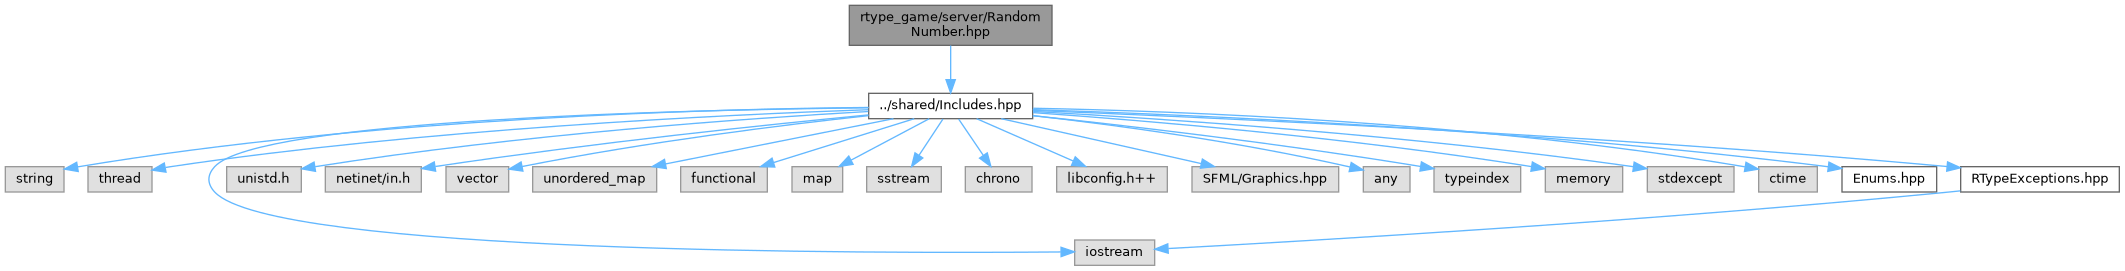 rtype_game/server/Random
Number.hpp
../shared/Includes.hpp
string
thread
unistd.h
netinet/in.h
vector
unordered_map
functional
map
sstream
chrono
libconfig.h++
SFML/Graphics.hpp
any
typeindex
memory
stdexcept
ctime
Enums.hpp
RTypeExceptions.hpp
iostream